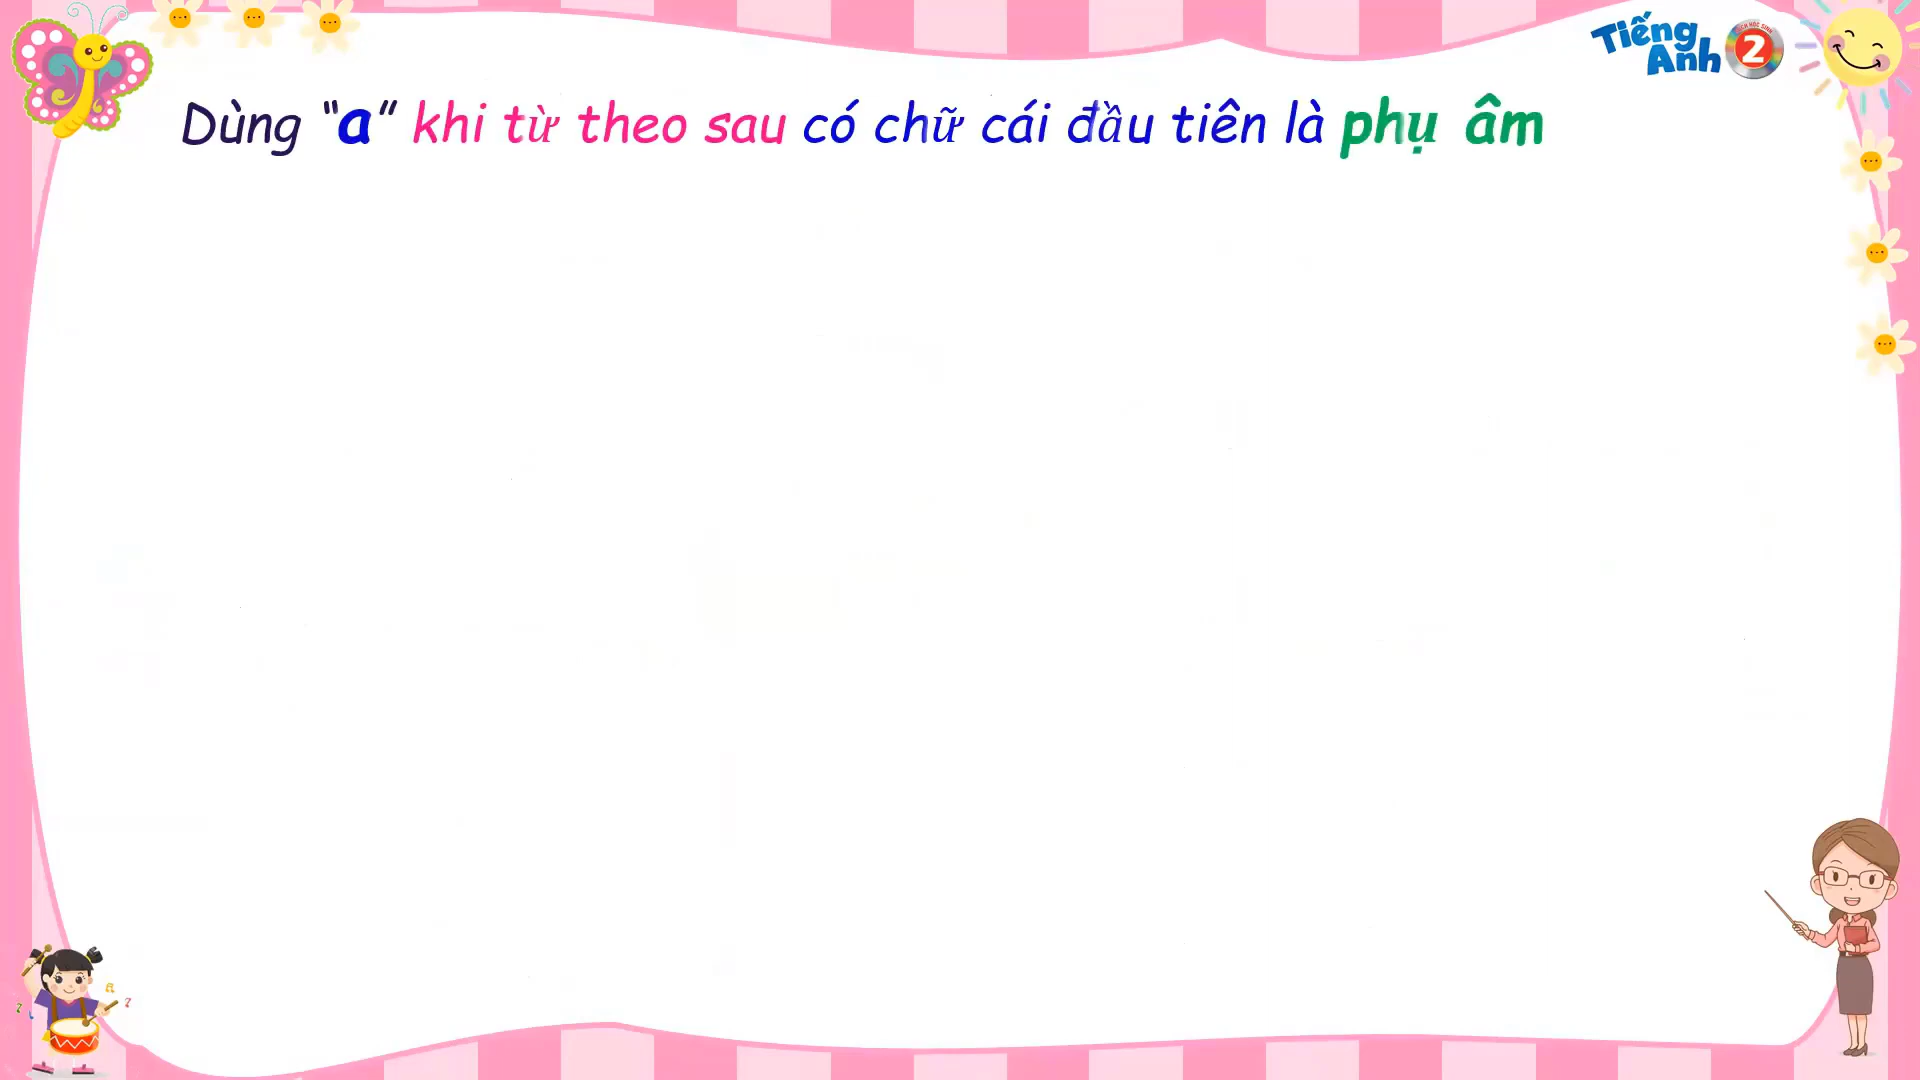 Tiếng
Anh 2
Dùng “a” khi từ theo sau có chữ cái đầu tiên là phụ âm